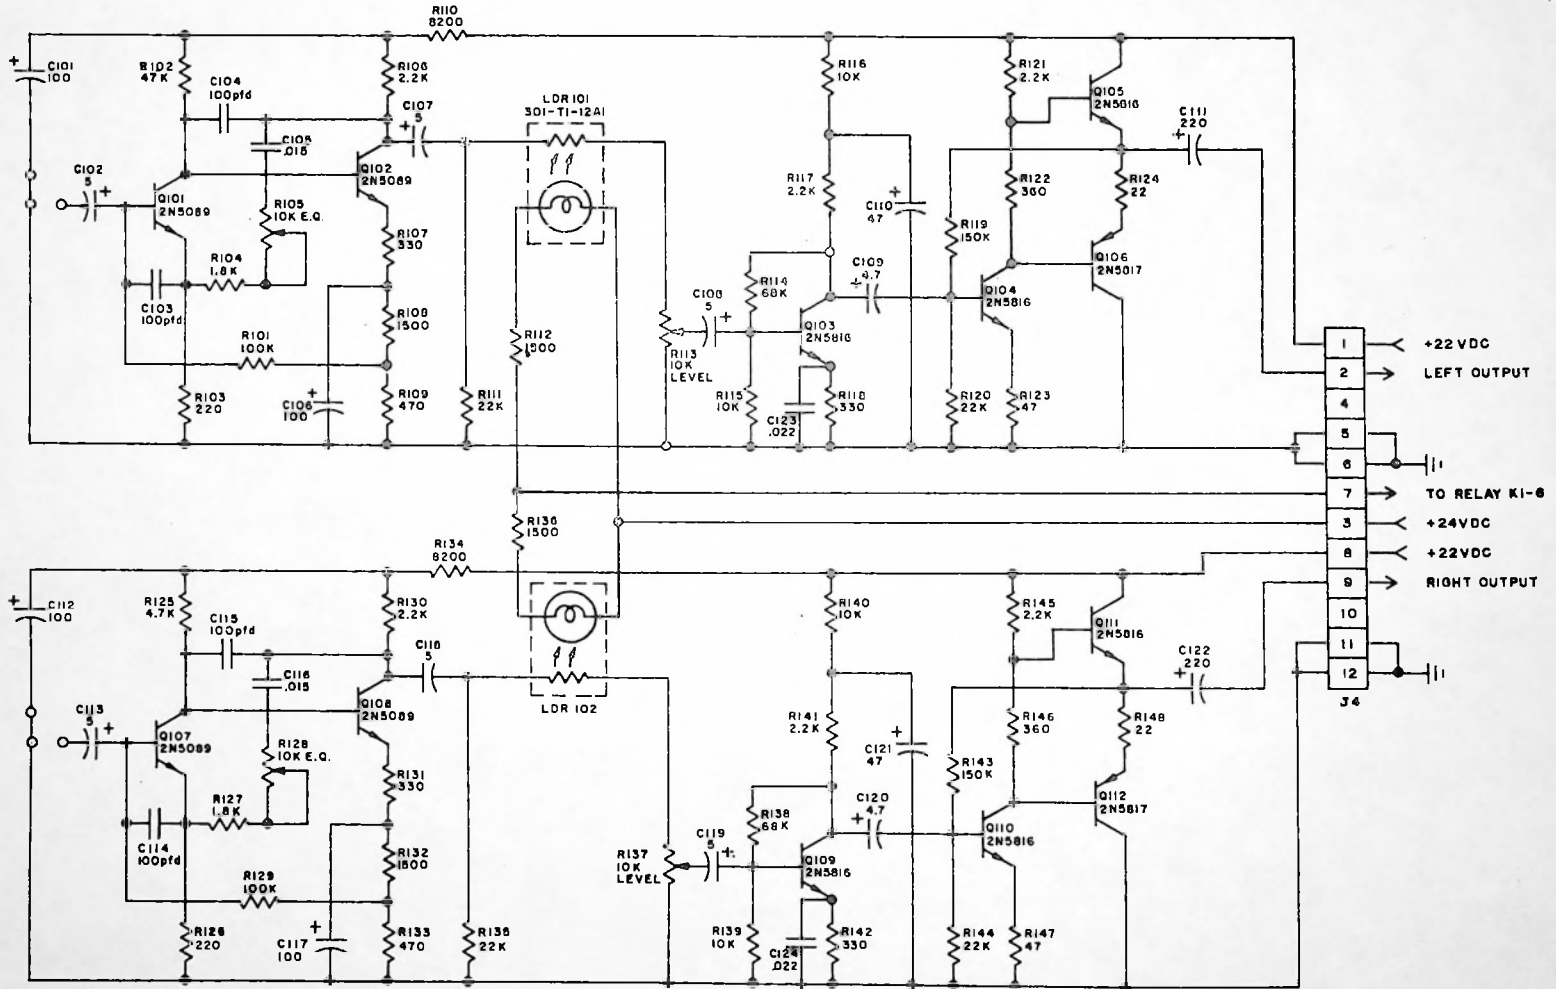 R110
8200
C101
100
R102
47K
C104
100pfd
R106
2.2K
C107
5
C105
.015
LDR101
301-T1-12A1
R116
10K
R121
2.2K
Q105
2N5816
C111
220
C102
5
Q101
2N5089
Q102
2N5089
R105
10K E.Q.
R104
1.8K
C103
100pfd
R107
330
R101
100K
R108
1500
R103
220
C106
100
R109
470
R111
22K
R112
1500
R113
10K
LEVEL
C108
5
R117
2.2K
C110
47
R114
68K
C109
4.7
Q103
2N5816
R115
10K
C123
.022
R118
330
R119
150K
R122
360
R124
22
Q106
2N5817
Q104
2N5816
R120
22K
R123
47
1
+22VDC
2
LEFT OUTPUT
4
5
6
7
TO RELAY K1-6
3
+24VDC
8
+22VDC
9
RIGHT OUTPUT
10
11
12
J4
R136
1500
R134
8200
C112
100
R125
4.7K
C115
100pfd
R130
2.2K
C118
5
C116
.015
LDR 102
R140
10K
R145
2.2K
Q111
2N5816
C122
220
C113
5
Q107
2N5089
Q108
2N5089
R128
10K E.Q.
R127
1.8K
C114
100pfd
R131
330
R129
100K
R132
1500
R126
220
C117
100
R133
470
R135
22K
R137
10K
LEVEL
C119
5
R141
2.2K
C121
47
R138
68K
C120
4.7
Q109
2N5816
R139
10K
C124
.022
R142
330
R143
150K
R146
360
R148
22
Q112
2N5817
Q110
2N5816
R144
22K
R147
47